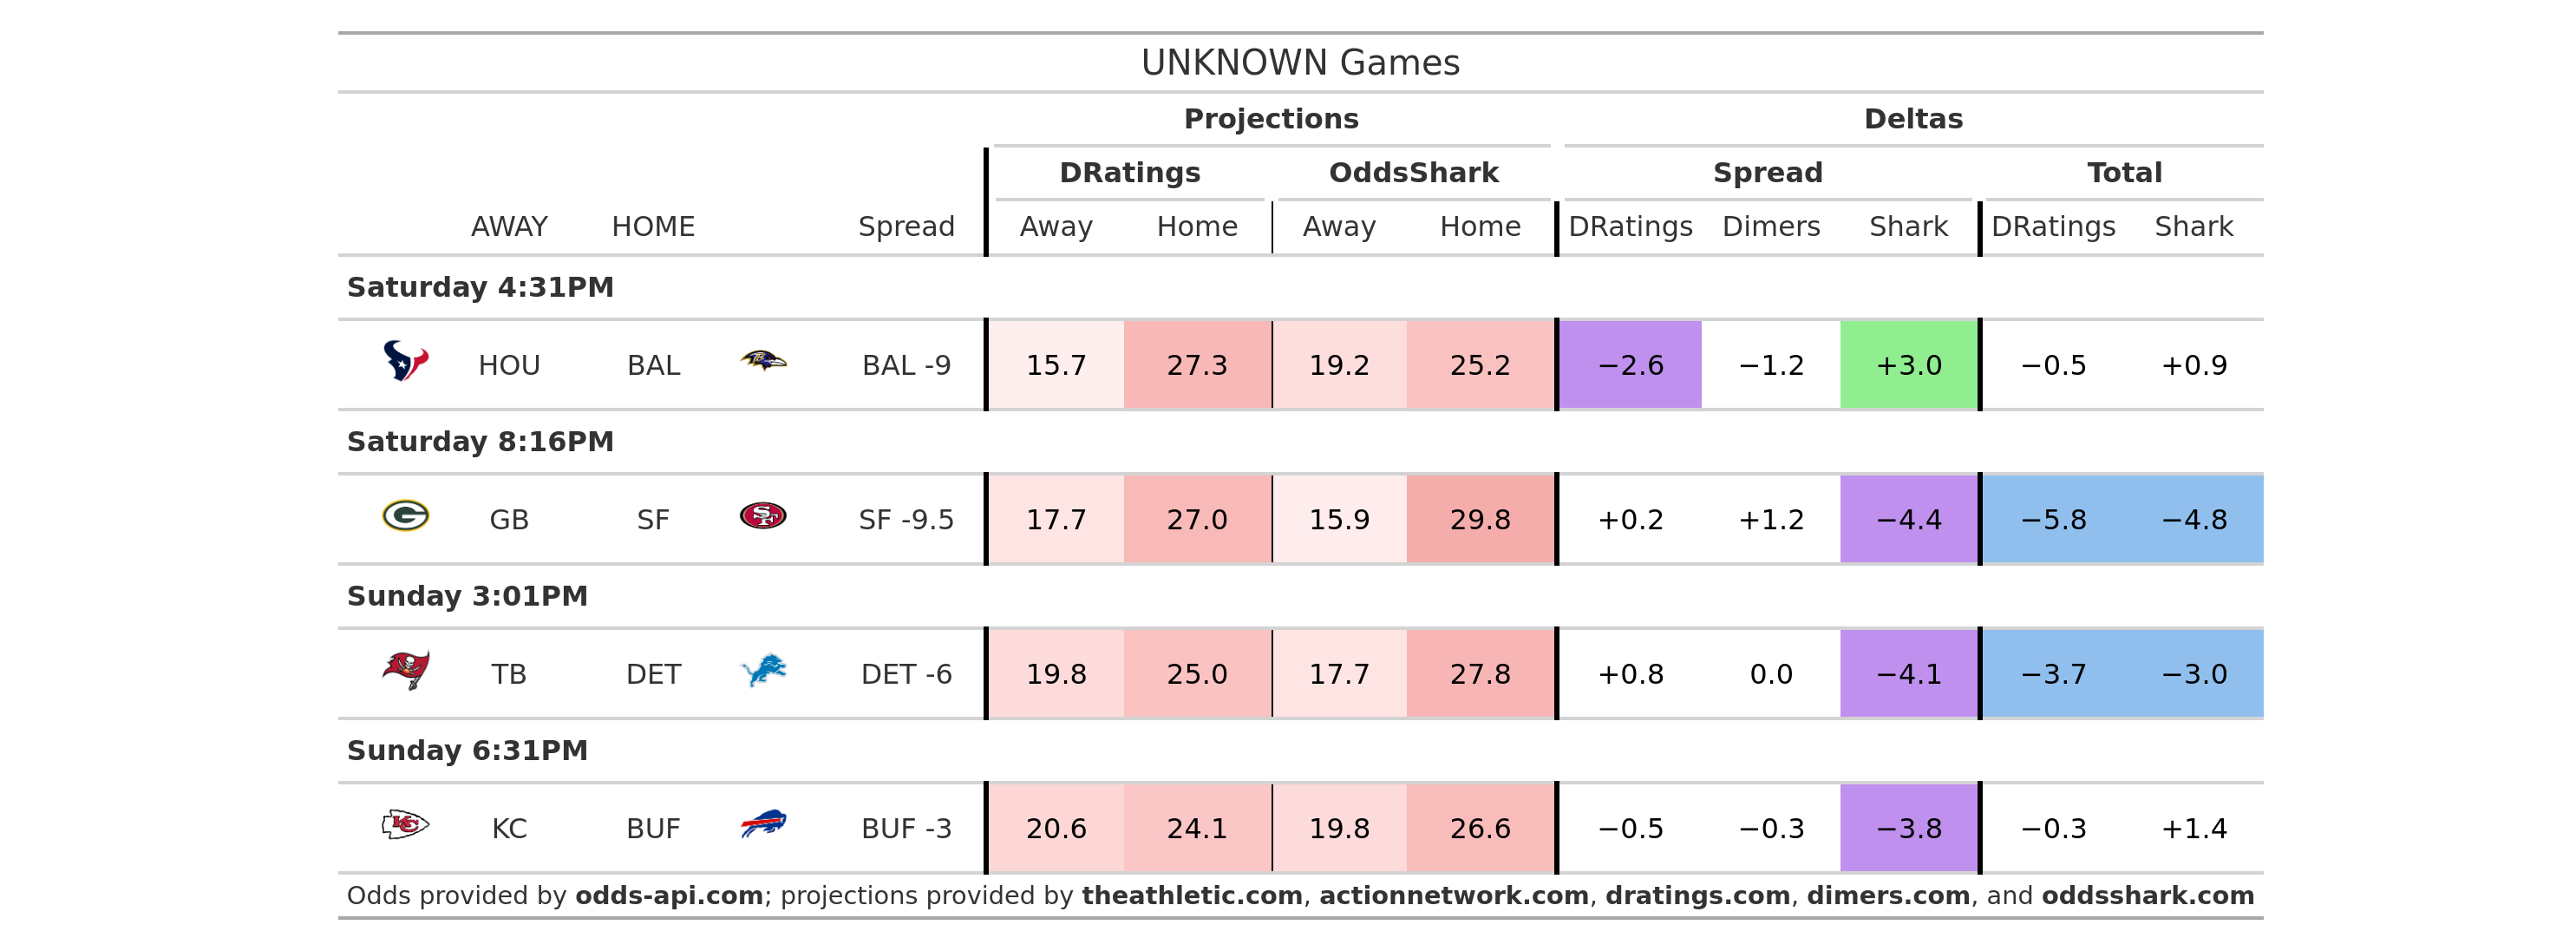 UNKNOWN Games
Projections Deltas
DRatings OddsShark Spread Total
AWAY HOME Spread Away Home Away Home DRatings Dimers Shark DRatings Shark
Saturday 4:31PM
HOU BAL BAL -9 15.7 27.3 19.2 25.2 −2.6 −1.2 +3.0 −0.5 +0.9
Saturday 8:16PM
GB SF SF -9.5 17.7 27.0 15.9 29.8 +0.2 +1.2 −4.4 −5.8 −4.8
Sunday 3:01PM
TB DET DET -6 19.8 25.0 17.7 27.8 +0.8 0.0 −4.1 −3.7 −3.0
Sunday 6:31PM
KC BUF BUF -3 20.6 24.1 19.8 26.6 −0.5 −0.3 −3.8 −0.3 +1.4
Odds provided by odds-api.com; projections provided by theathletic.com, actionnetwork.com, dratings.com, dimers.com, and oddsshark.com